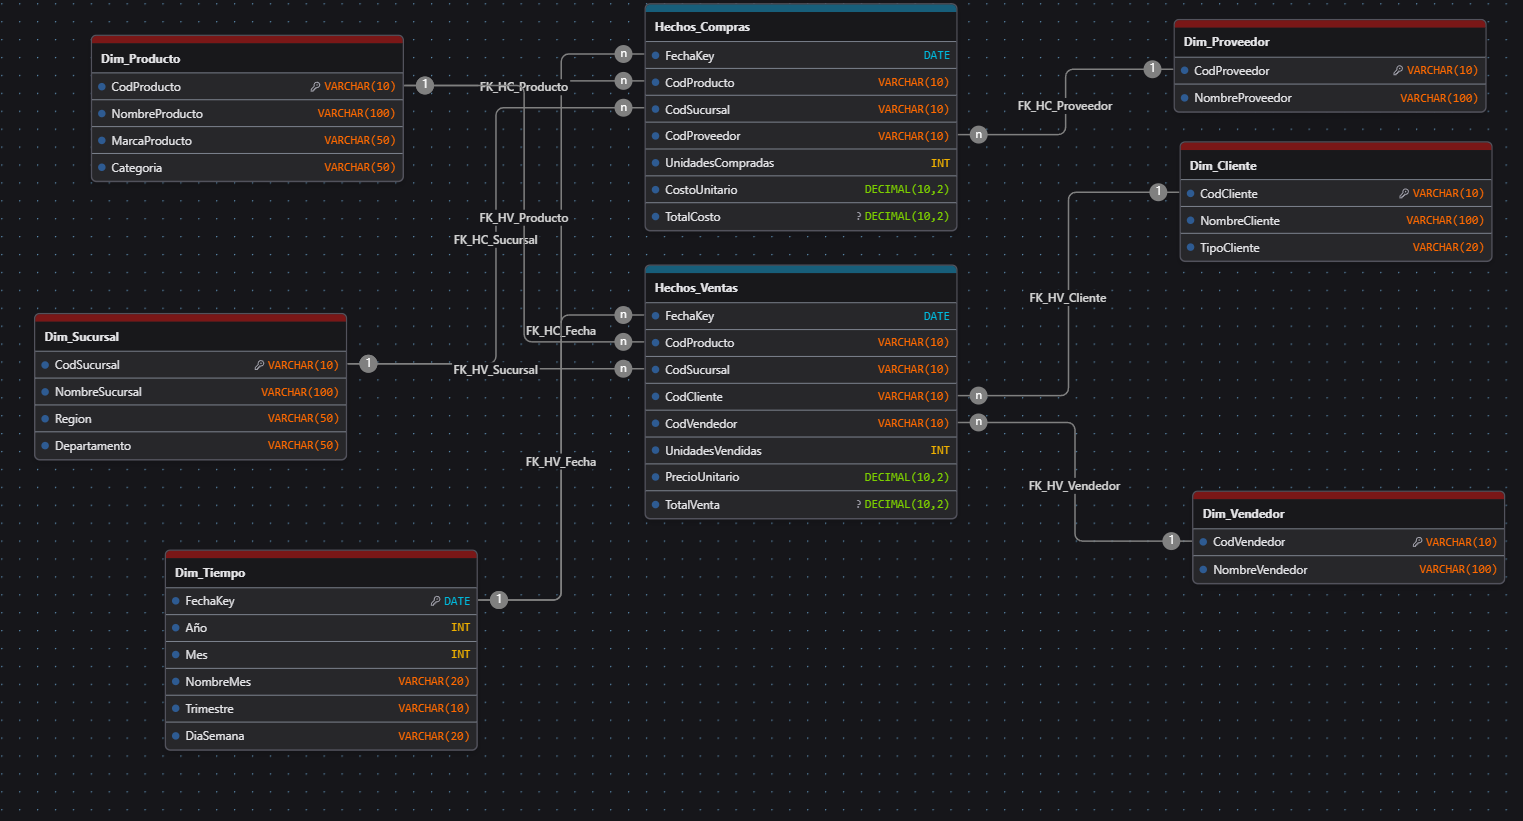 Dim_Producto
CodProducto VARCHAR(10)
NombreProducto VARCHAR(100)
MarcaProducto VARCHAR(50)
Categoria VARCHAR(50)
1
Dim_Sucursal
CodSucursal VARCHAR(10)
NombreSucursal VARCHAR(100)
Region VARCHAR(50)
Departamento VARCHAR(50)
1
Dim_Tiempo
FechaKey DATE
Año INT
Mes INT
NombreMes VARCHAR(20)
Trimestre VARCHAR(10)
DiaSemana VARCHAR(20)
1
FK_HC_Producto
FK_HV_Producto
FK_HC_Sucursal
FK_HC_Fecha
FK_HV_Sucursal
FK_HV_Fecha
n
n
n
Hechos_Compras
FechaKey DATE
CodProducto VARCHAR(10)
CodSucursal VARCHAR(10)
CodProveedor VARCHAR(10)
UnidadesCompradas INT
CostoUnitario DECIMAL(10,2)
TotalCosto ? DECIMAL(10,2)
n
n
n
n
Hechos_Ventas
FechaKey DATE
CodProducto VARCHAR(10)
CodSucursal VARCHAR(10)
CodCliente VARCHAR(10)
CodVendedor VARCHAR(10)
UnidadesVendidas INT
PrecioUnitario DECIMAL(10,2)
TotalVenta ? DECIMAL(10,2)
n
n
FK_HC_Proveedor
FK_HV_Cliente
FK_HV_Vendedor
1
Dim_Proveedor
CodProveedor VARCHAR(10)
NombreProveedor VARCHAR(100)
1
Dim_Cliente
CodCliente VARCHAR(10)
NombreCliente VARCHAR(100)
TipoCliente VARCHAR(20)
1
Dim_Vendedor
CodVendedor VARCHAR(10)
NombreVendedor VARCHAR(100)